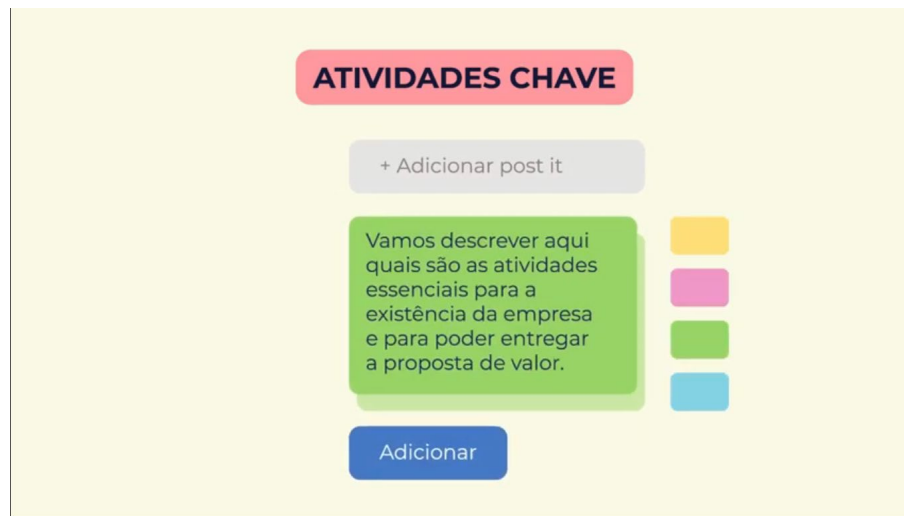 ATIVIDADES CHAVE
+ Adicionar post it
Vamos descrever aqui
quais são as atividades
essenciais para a
existência da empresa
e para poder entregar
a proposta de valor.
Adicionar